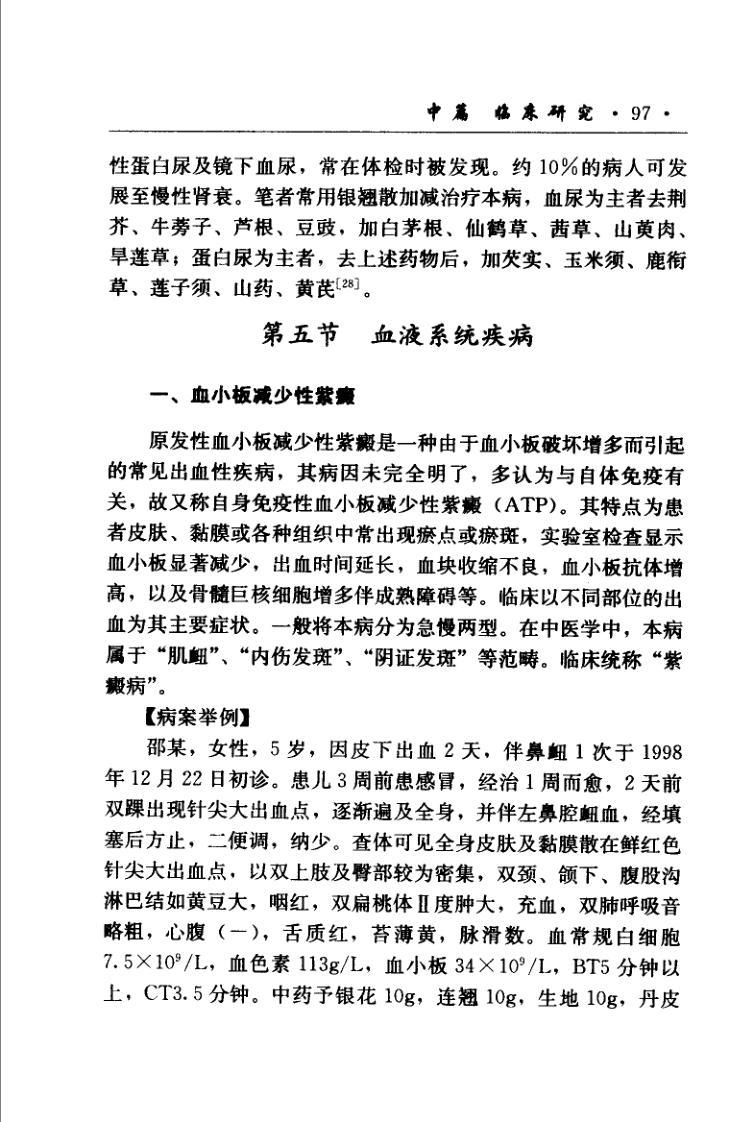 中篇 临床研究 · 97 ·
性蛋白尿及镜下血尿，常在体检时被发现。约 10％的病人可发
展至慢性肾衰。笔者常用银翘散加减治疗本病，血尿为主者去荆
芥、牛蒡子、芦根、豆豉，加白茅根、仙鹤草、茜草、山萸肉、
旱莲草；蛋白尿为主者，去上述药物后，加芡实、玉米须、鹿衔
草、莲子须、山药、黄芪[28]。
第五节 血液系统疾病
一、血小板减少性紫癜
原发性血小板减少性紫癜是一种由于血小板破坏增多而引起
的常见出血性疾病，其病因未完全明了，多认为与自体免疫有
关，故又称自身免疫性血小板减少性紫癜（ATP）。其特点为患
者皮肤、黏膜或各种组织中常出现瘀点或瘀斑，实验室检查显示
血小板显著减少，出血时间延长，血块收缩不良，血小板抗体增
高，以及骨髓巨核细胞增多伴成熟障碍等。临床以不同部位的出
血为其主要症状。一般将本病分为急慢两型。在中医学中，本病
属于“肌衄”、“内伤发斑”、“阴证发斑”等范畴。临床统称“紫
癜病”。
【病案举例】
邵某，女性，5 岁，因皮下出血 2 天，伴鼻衄 1 次于 1998
年 12 月 22 日初诊。患儿 3 周前患感冒，经治 1 周而愈，2 天前
双踝出现针尖大出血点，逐渐遍及全身，并伴左鼻腔衄血，经填
塞后方止，二便调，纳少。查体可见全身皮肤及黏膜散在鲜红色
针尖大出血点，以双上肢及臀部较为密集，双颈、颌下、腹股沟
淋巴结如黄豆大，咽红，双扁桃体Ⅱ度肿大，充血，双肺呼吸音
略粗，心腹（一），舌质红，苔薄黄，脉滑数。血常规白细胞
7.5×10⁹/L，血色素 113g/L，血小板 34×10⁹/L，BT5 分钟以
上，CT3.5 分钟。中药予银花 10g，连翘 10g，生地 10g，丹皮